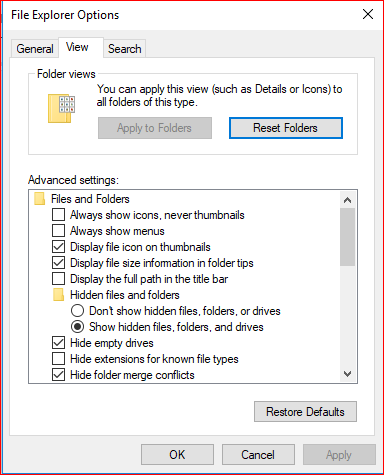 File Explorer Options
General View Search
Folder views
You can apply this view (such as Details or Icons) to
all folders of this type.
Apply to Folders Reset Folders
Advanced settings:
Files and Folders
Always show icons, never thumbnails
Always show menus
Display file icon on thumbnails
Display file size information in folder tips
Display the full path in the title bar
Hidden files and folders
Don't show hidden files, folders, or drives
Show hidden files, folders, and drives
Hide empty drives
Hide extensions for known file types
Hide folder merge conflicts
Restore Defaults
OK Cancel Apply